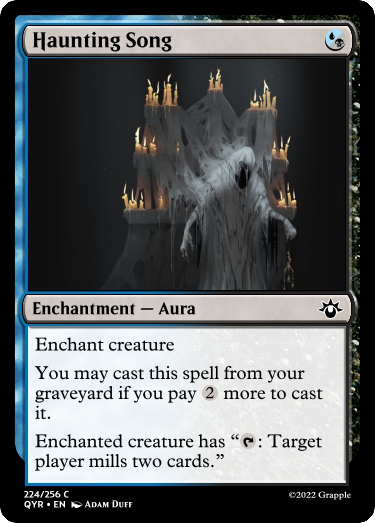 Haunting Song
Enchantment — Aura
Enchant creature
You may cast this spell from your
graveyard if you pay 2 more to cast
it.
Enchanted creature has “: Target
player mills two cards.”
224/256 C
QYR • EN Adam Duff
©2022 Grapple